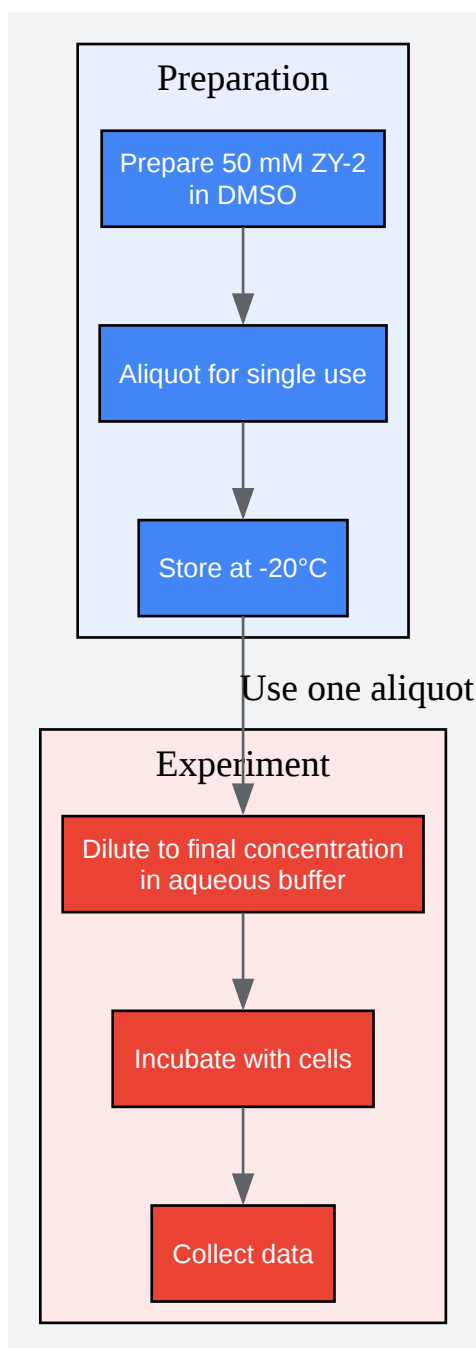 Preparation
Prepare 50 mM ZY-2
in DMSO
Aliquot for single use
Store at -20°C
Use one aliquot
Experiment
Dilute to final concentration
in aqueous buffer
Incubate with cells
Collect data